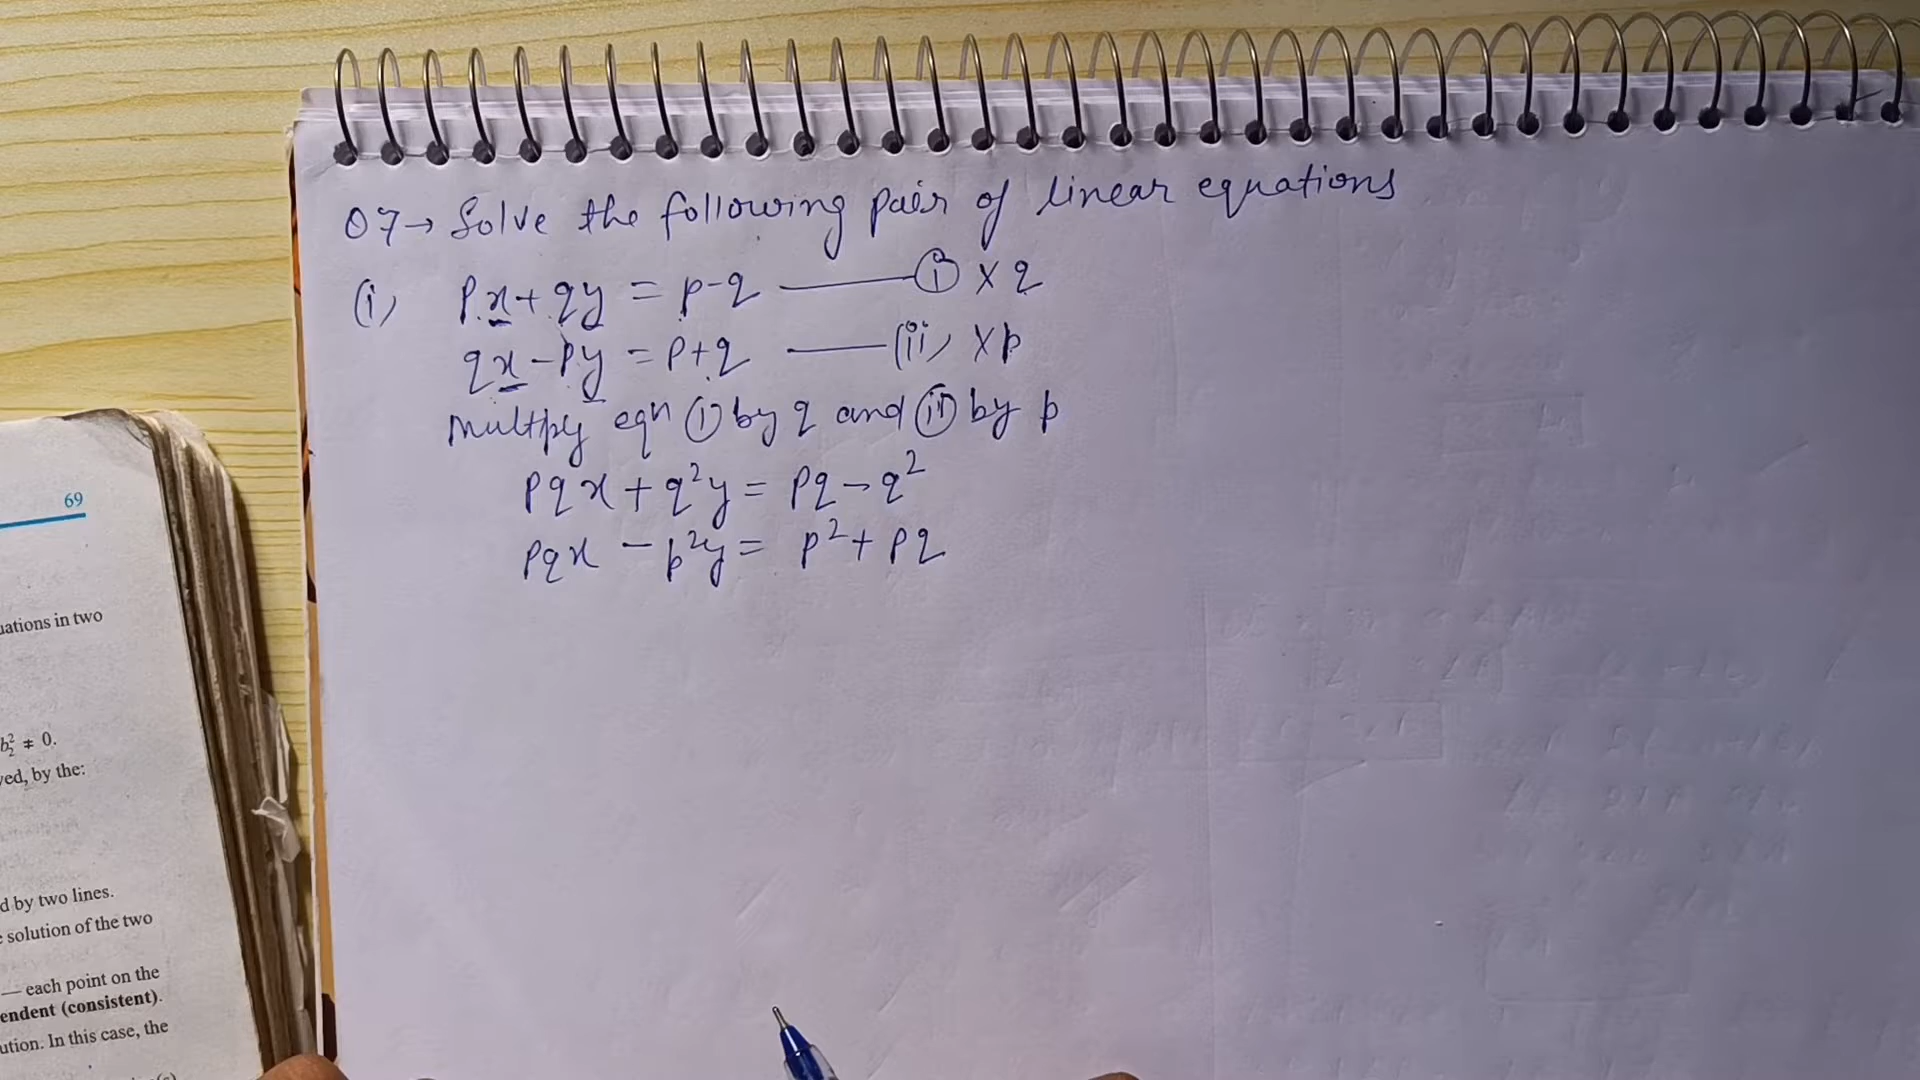 07→ Solve the following pair of linear equations
(i) px + qy = p-q —— (i) × q
qx - py = p+q —— (ii) × p
Multply eqn (i) by q and (ii) by p
pqx + q²y = pq - q²
pqx - p²y = p² + pq
69
uations in two
b₂² ≠ 0.
ved, by the:
d by two lines.
solution of the two
— each point on the
endent (consistent).
ution. In this case, the